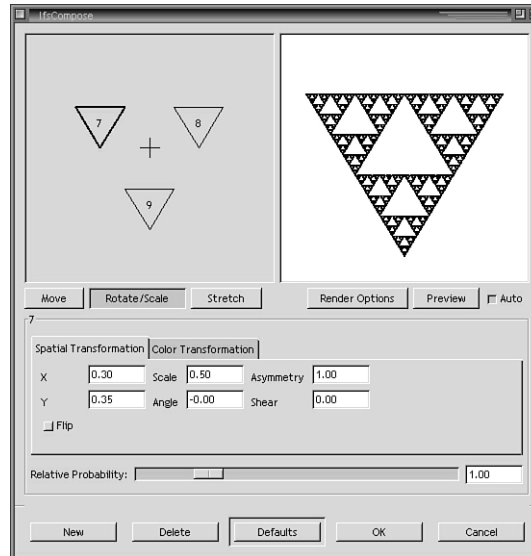 IfsCompose
7
8
9
Move
Rotate/Scale
Stretch
Render Options
Preview
Auto
7
Spatial Transformation
Color Transformation
X 0.30 Scale 0.50 Asymmetry 1.00
Y 0.35 Angle -0.00 Shear 0.00
Flip
Relative Probability: 1.00
New
Delete
Defaults
OK
Cancel